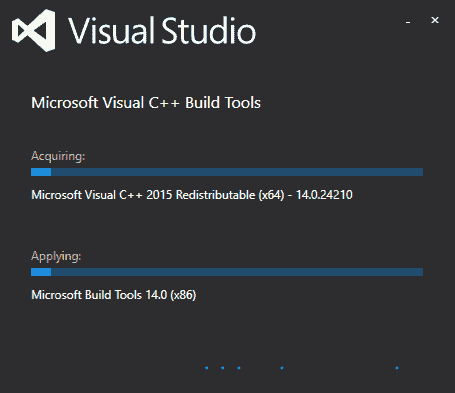 Visual Studio
Microsoft Visual C++ Build Tools
Acquiring:
Microsoft Visual C++ 2015 Redistributable (x64) - 14.0.24210
Applying:
Microsoft Build Tools 14.0 (x86)